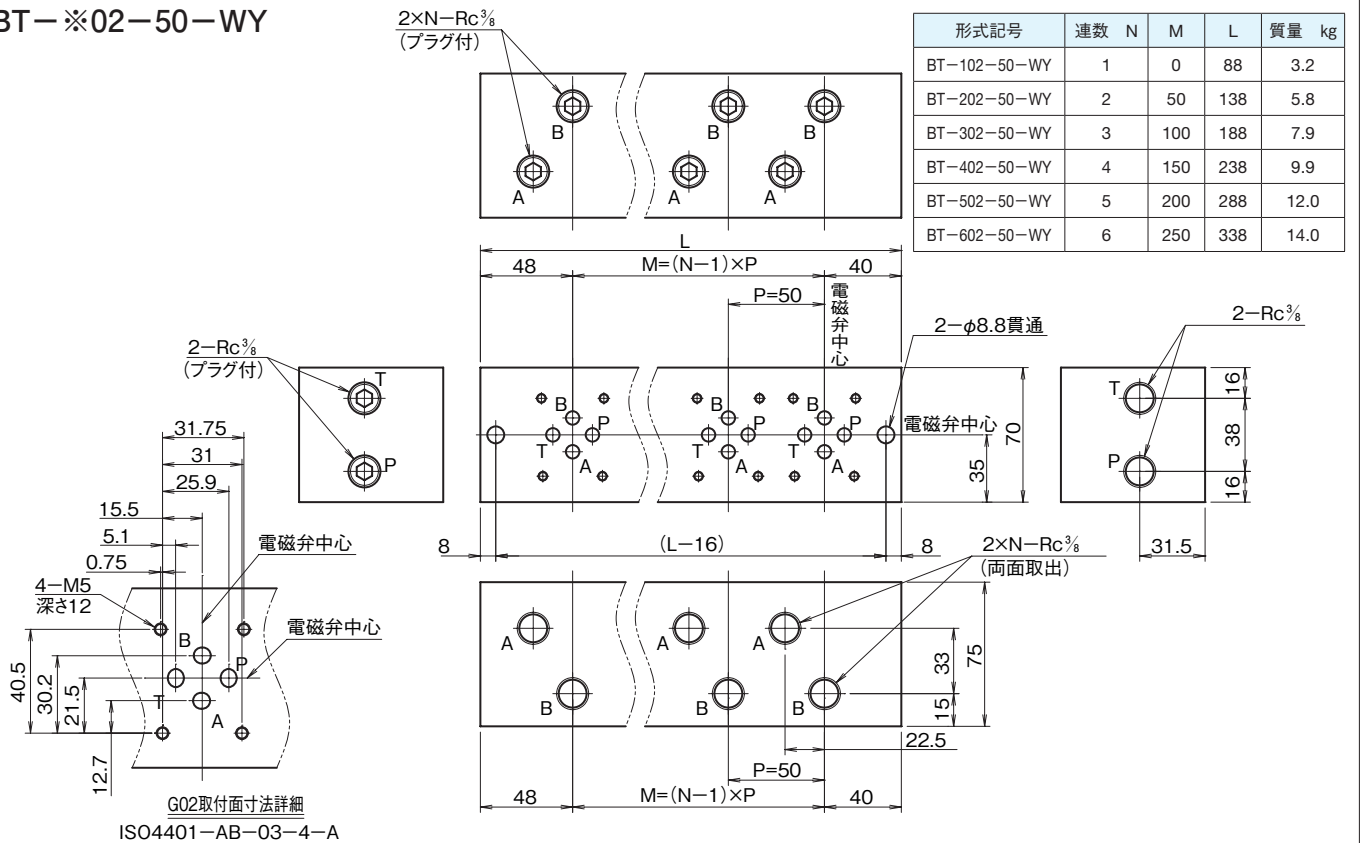 BT−※02−50−WY
2×N−Rc⅜
(プラグ付)
形式記号 連数 N M L 質量 kg
BT−102−50−WY 1 0 88 3.2
BT−202−50−WY 2 50 138 5.8
BT−302−50−WY 3 100 188 7.9
BT−402−50−WY 4 150 238 9.9
BT−502−50−WY 5 200 288 12.0
BT−602−50−WY 6 250 338 14.0
B B B
A A A
L
48 M=(N−1)×P 40
P=50
電磁弁中心
2−φ8.8貫通
2−Rc⅜
2−Rc⅜
(プラグ付)
T
P
B P T A
B P T A
B P T A
電磁弁中心
70
35
T
P
16
38
16
31.5
8 (L−16) 8
31.75
31
25.9
15.5
5.1
0.75
電磁弁中心
4−M5
深さ12
電磁弁中心
B
P
T
A
40.5
30.2
21.5
12.7
G02取付面寸法詳細
ISO4401−AB−03−4−A
2×N−Rc⅜
(両面取出)
A A A
B B B
33
75
15
22.5
P=50
48 M=(N−1)×P 40